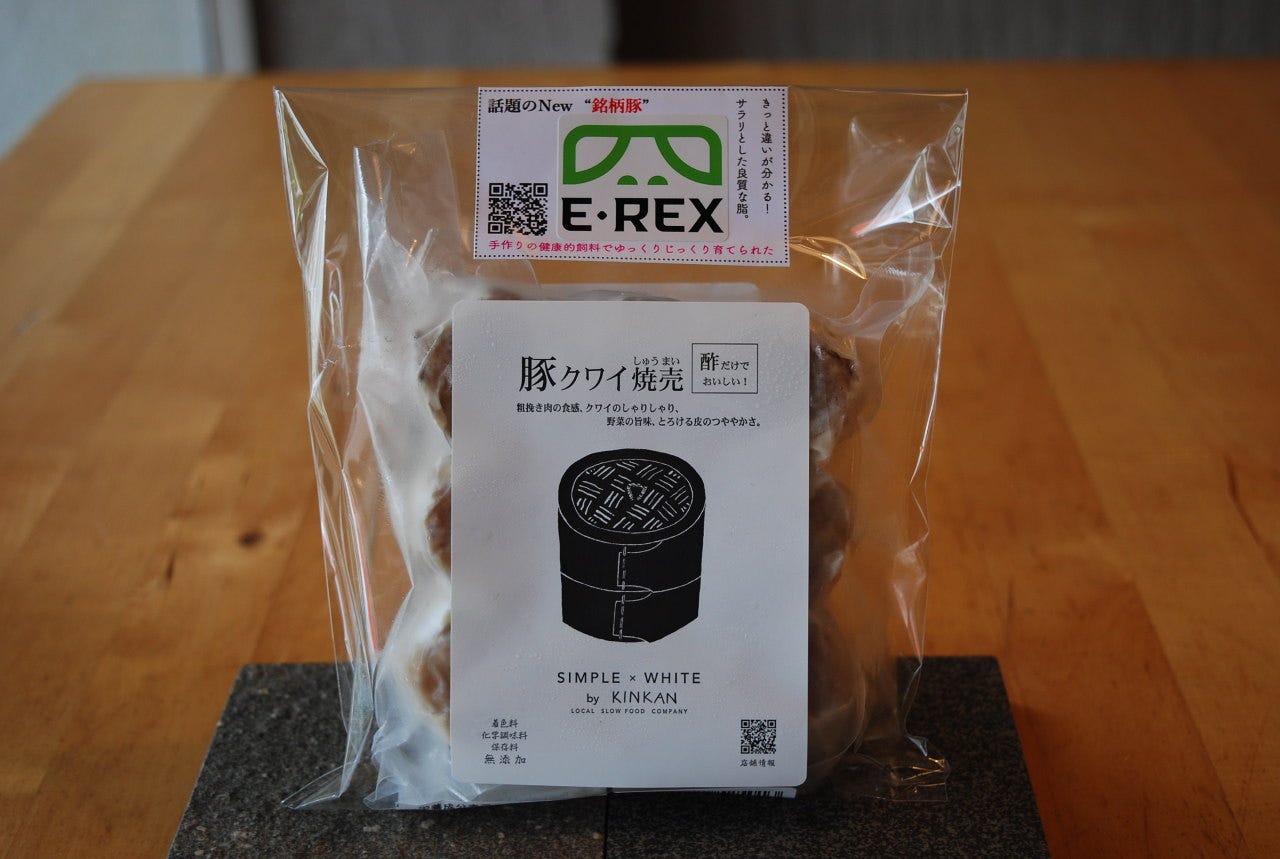 話題のNew “銘柄豚”
きっと違いが分かる!
サラリとした良質な脂。
E・REX
手作りの健康的飼料でゆっくりじっくり育てられた
しゅうまい
豚クワイ焼売
酢だけで
おいしい!
粗挽き肉の食感、クワイのしゃりしゃり、
野菜の旨味、とろける皮のつややかさ。
SIMPLE × WHITE
by KINKAN
LOCAL SLOW FOOD COMPANY
着色料
化学調味料
保存料
無添加
店舗情報